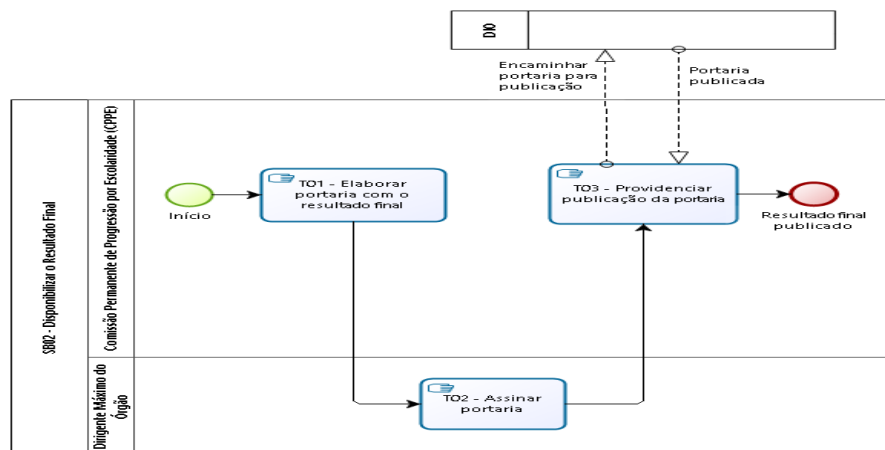 DIO
Encaminhar
portaria para
publicação
Portaria
publicada
SB02 - Disponibilizar o Resultado Final
Comissão Permanente de Progressão por Escolaridade (CPPE)
Início
TO1 - Elaborar
portaria com o
resultado final
TO3 - Providenciar
publicação da portaria
Resultado final
publicado
Dirigente Máximo do
Órgão
TO2 - Assinar
portaria